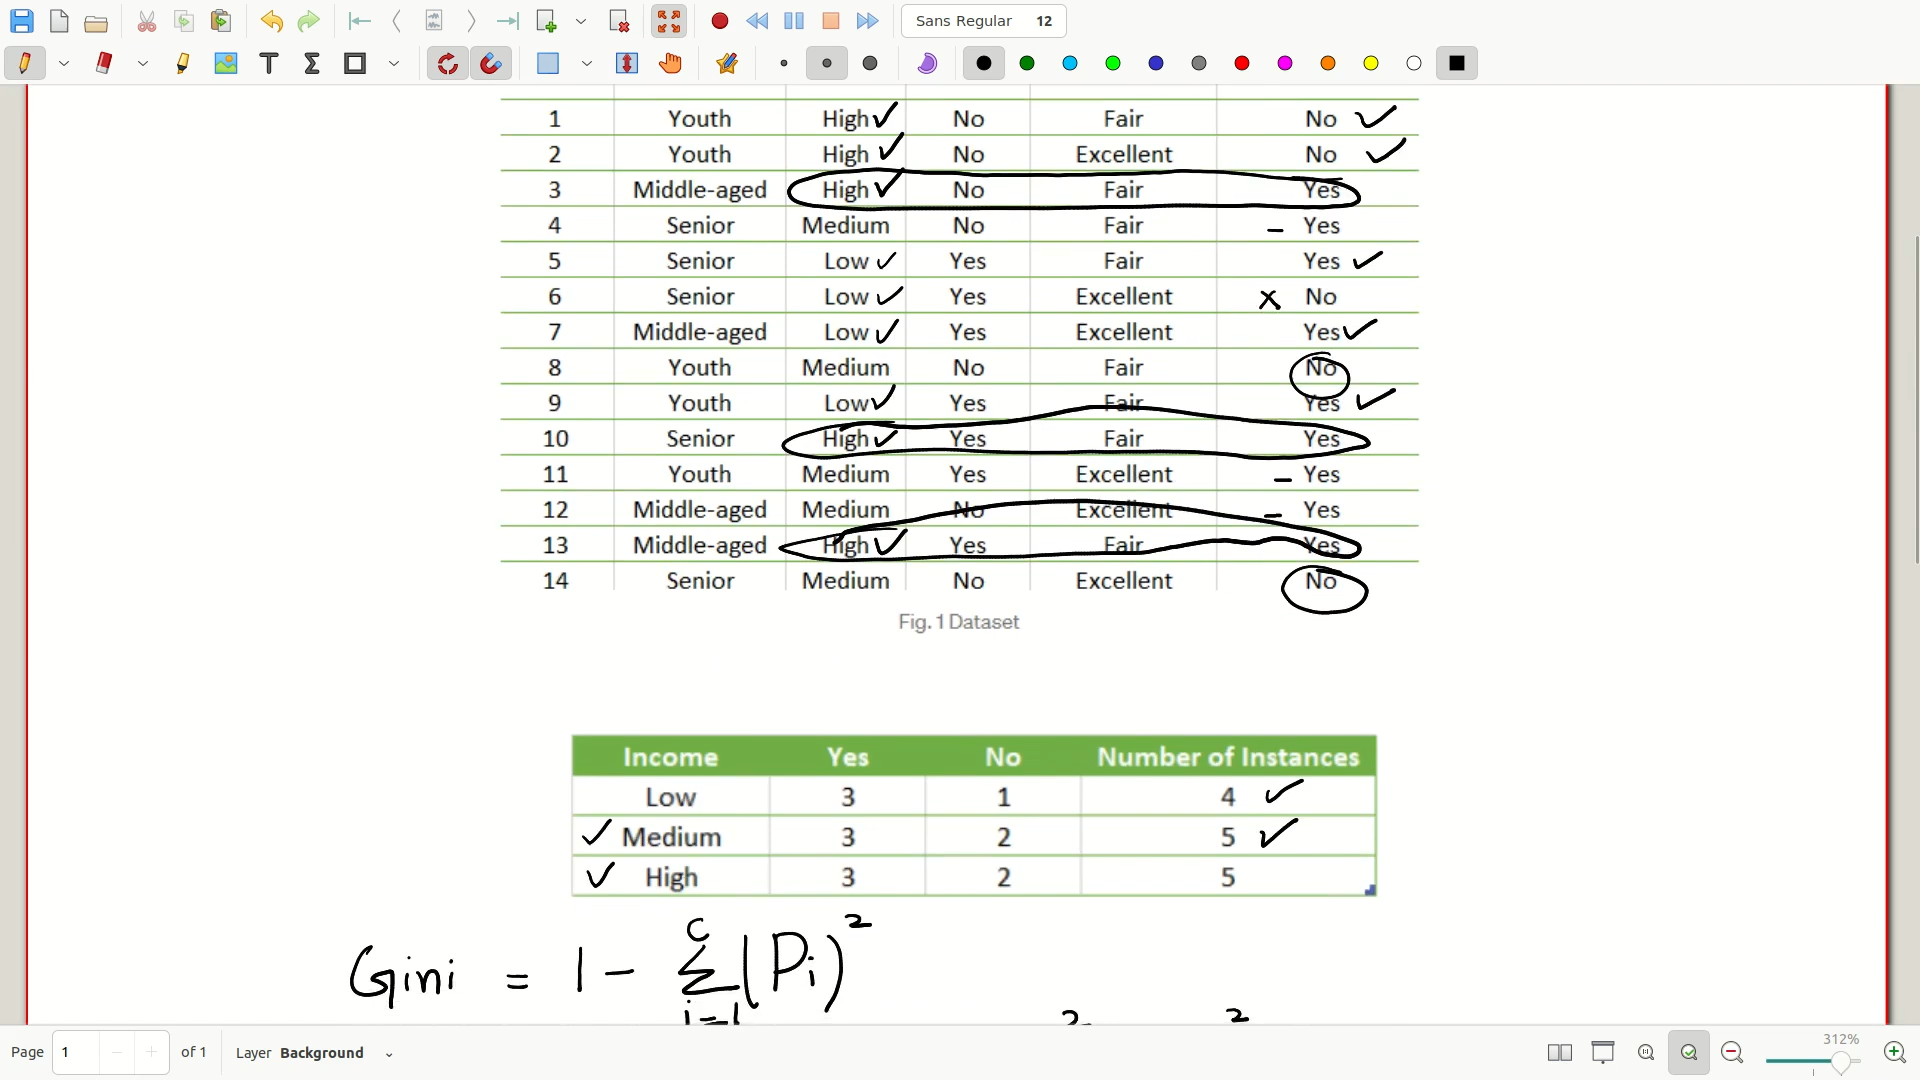 Sans Regular 12
1 Youth High No Fair No
2 Youth High No Excellent No
3 Middle-aged High No Fair Yes
4 Senior Medium No Fair Yes
5 Senior Low Yes Fair Yes
6 Senior Low Yes Excellent No
7 Middle-aged Low Yes Excellent Yes
8 Youth Medium No Fair No
9 Youth Low Yes Fair Yes
10 Senior High Yes Fair Yes
11 Youth Medium Yes Excellent Yes
12 Middle-aged Medium No Excellent Yes
13 Middle-aged High Yes Fair Yes
14 Senior Medium No Excellent No
Fig. 1 Dataset
Income Yes No Number of Instances
Low 3 1 4
Medium 3 2 5
High 3 2 5
c 2
Gini = 1 - Σ (Pi)
i=1 2 2
Page 1 of 1 Layer Background 312%